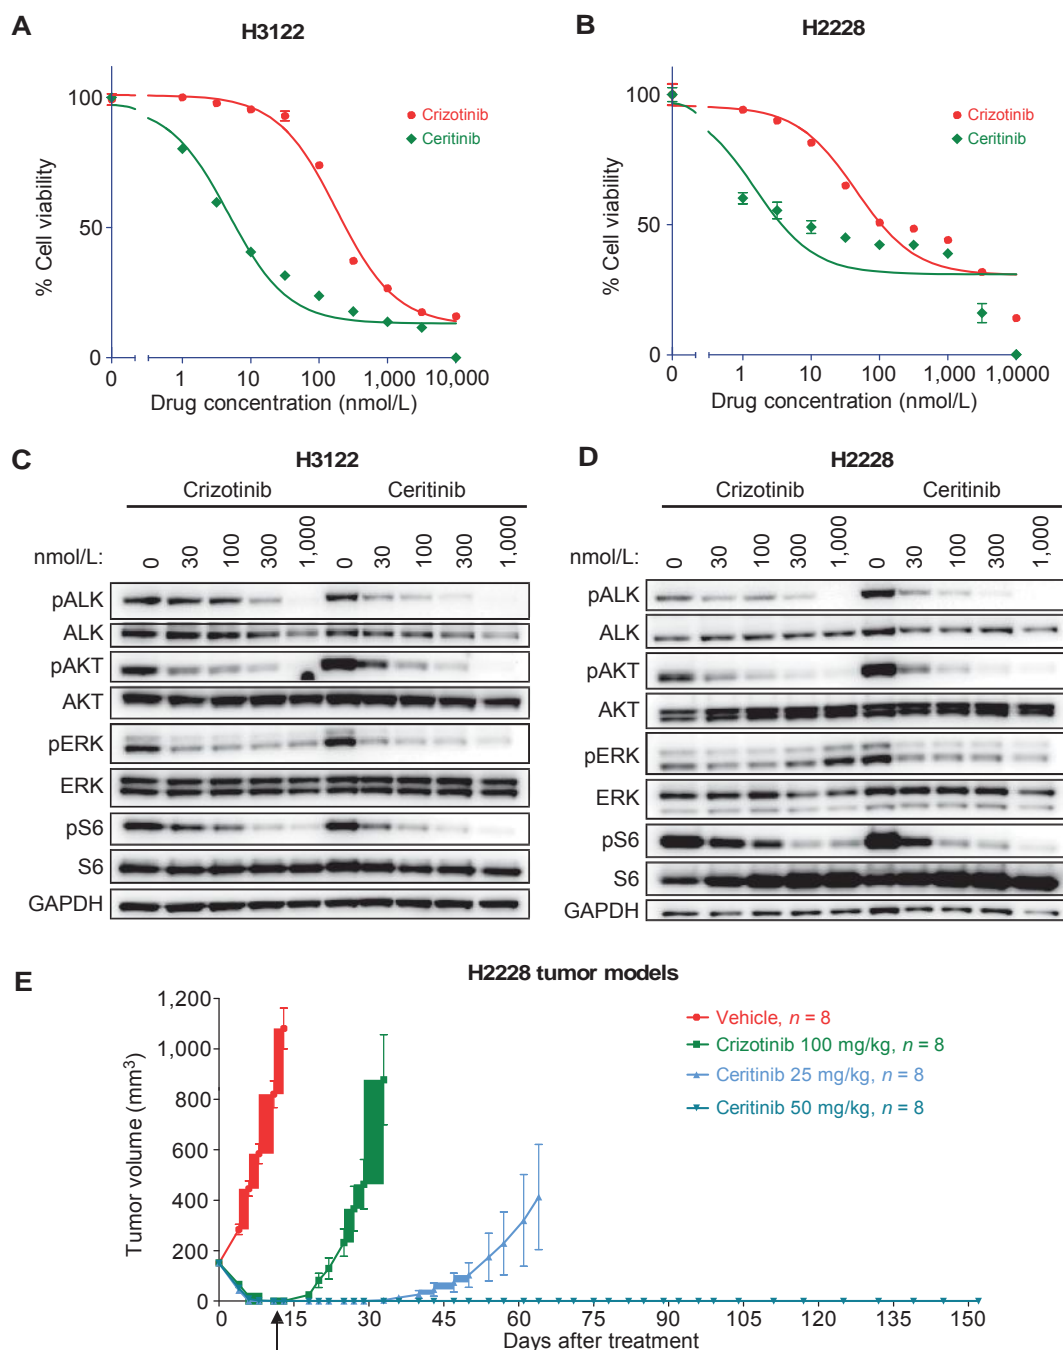 A
H3122
100
50
0
% Cell viability
Crizotinib
Ceritinib
0 1 10 100 1,000 10,000
Drug concentration (nmol/L)
B
H2228
100
50
0
% Cell viability
Crizotinib
Ceritinib
0 1 10 100 1,000 1,0000
Drug concentration (nmol/L)
C
H3122
Crizotinib Ceritinib
nmol/L: 0 30 100 300 1,000 0 30 100 300 1,000
pALK
ALK
pAKT
AKT
pERK
ERK
pS6
S6
GAPDH
D
H2228
Crizotinib Ceritinib
nmol/L: 0 30 100 300 1,000 0 30 100 300 1,000
pALK
ALK
pAKT
AKT
pERK
ERK
pS6
S6
GAPDH
E
H2228 tumor models
1,200
1,000
800
600
400
200
0
Tumor volume (mm³)
Vehicle, n = 8
Crizotinib 100 mg/kg, n = 8
Ceritinib 25 mg/kg, n = 8
Ceritinib 50 mg/kg, n = 8
0 15 30 45 60 75 90 105 120 135 150
Days after treatment